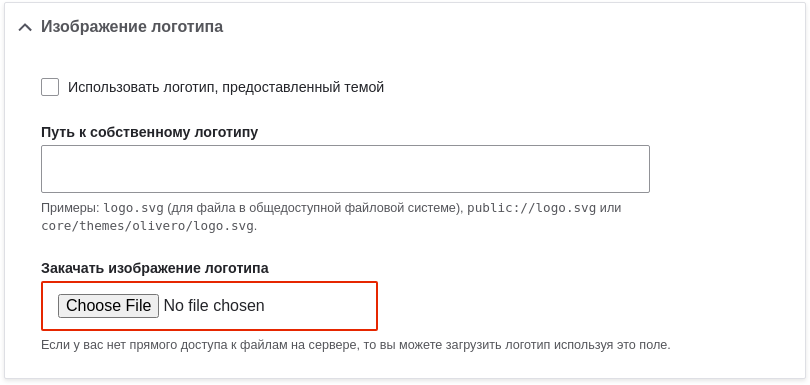 Изображение логотипа
Использовать логотип, предоставленный темой
Путь к собственному логотипу
Примеры: logo.svg (для файла в общедоступной файловой системе), public://logo.svg или
core/themes/olivero/logo.svg.
Закачать изображение логотипа
Choose File No file chosen
Если у вас нет прямого доступа к файлам на сервере, то вы можете загрузить логотип используя это поле.